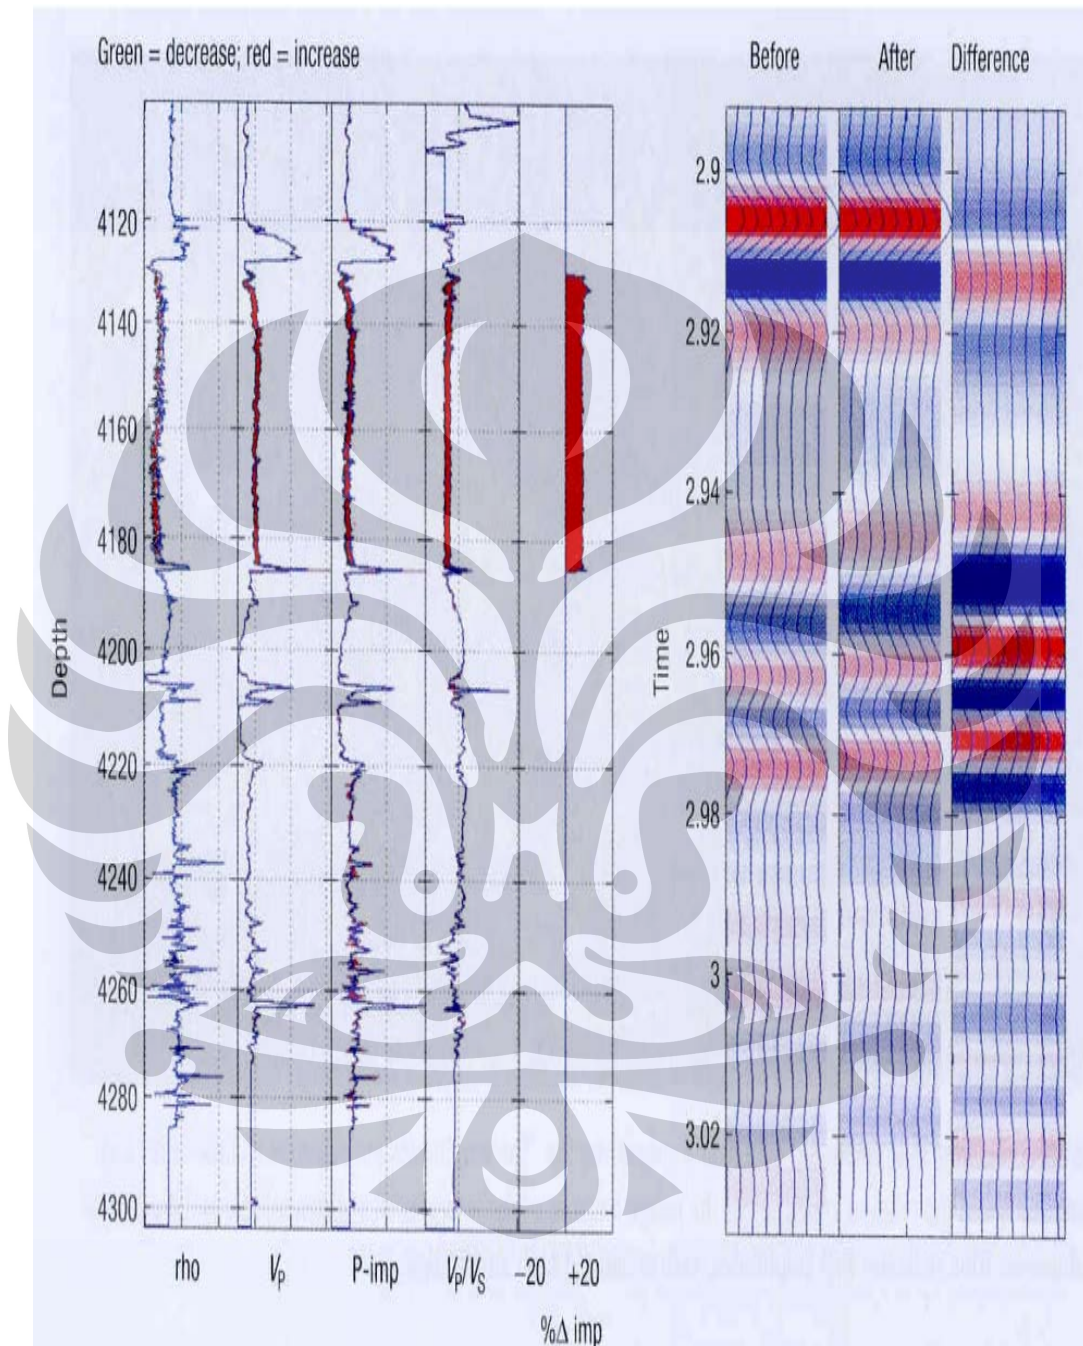 Green = decrease; red = increase
Before After Difference
Depth
4120
4140
4160
4180
4200
4220
4240
4260
4280
4300
rho Vₚ P-imp Vₚ/Vₛ −20 +20
%Δ imp
Time
2.9
2.92
2.94
2.96
2.98
3
3.02